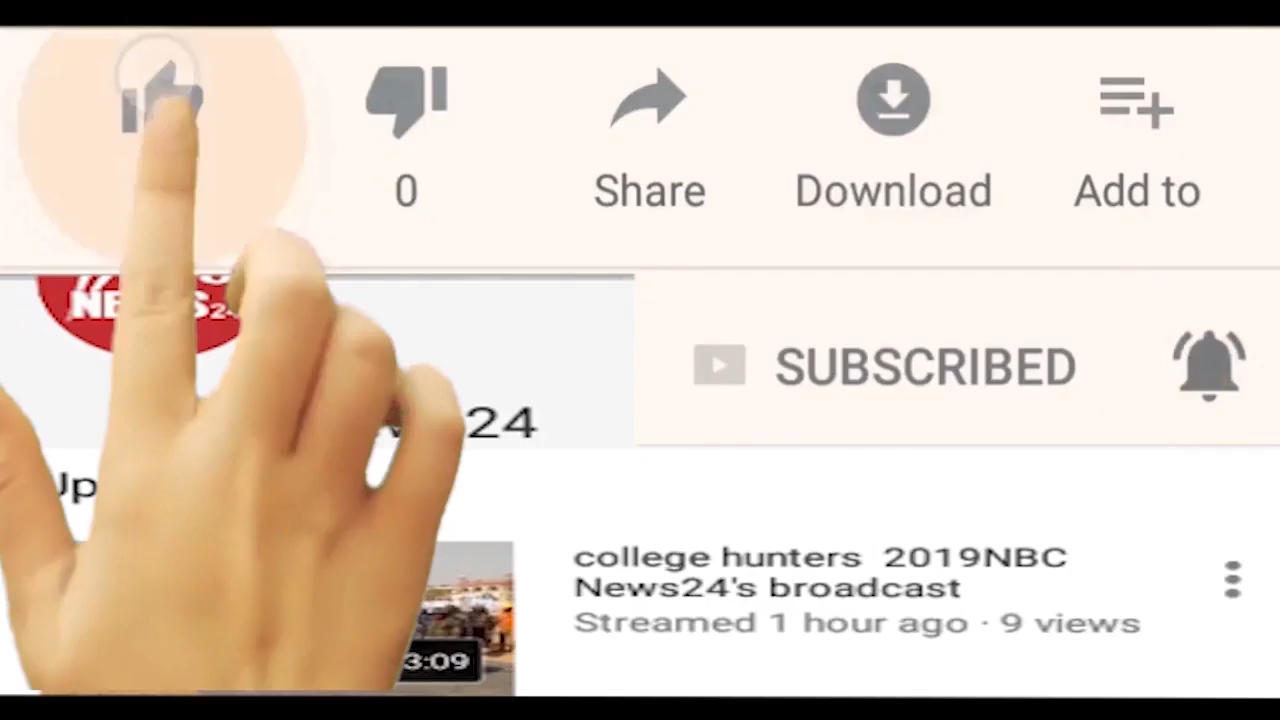 0
Share
Download
Add to
SUBSCRIBED
24
Up
college hunters 2019NBC
News24's broadcast
Streamed 1 hour ago · 9 views
3:09